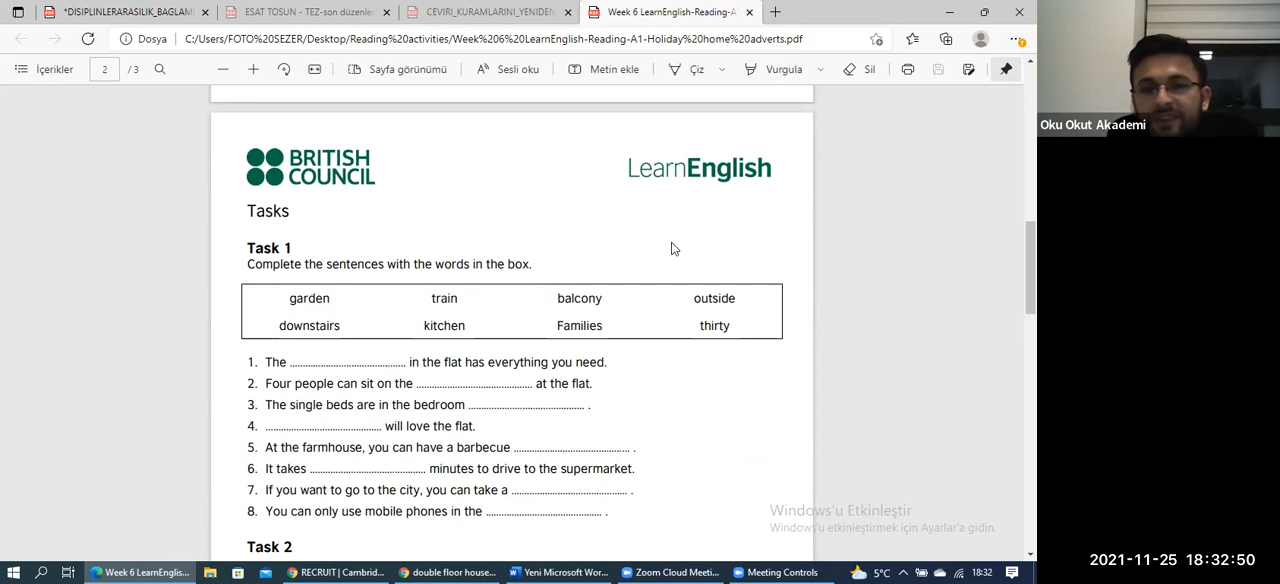 *DISIPLINLERARASILIK_BAGLAMI
ESAT TOSUN - TEZ-son düzenler
CEVIRI_KURAMLARINI_YENIDEN
Week 6 LearnEnglish-Reading-A
Dosya
C:/Users/FOTO%20SEZER/Desktop/Reading%20activities/Week%206%20LearnEnglish-Reading-A1-Holiday%20home%20adverts.pdf
İçerikler
2 / 3
Sayfa görünümü
Sesli oku
Metin ekle
Çiz
Vurgula
Sil
Oku Okut Akademi
BRITISH
COUNCIL
LearnEnglish
Tasks
Task 1
Complete the sentences with the words in the box.
garden train balcony outside
downstairs kitchen Families thirty
1. The .......................................... in the flat has everything you need.
2. Four people can sit on the .......................................... at the flat.
3. The single beds are in the bedroom .......................................... .
4. .......................................... will love the flat.
5. At the farmhouse, you can have a barbecue .......................................... .
6. It takes .......................................... minutes to drive to the supermarket.
7. If you want to go to the city, you can take a .......................................... .
8. You can only use mobile phones in the .......................................... .
Windows'u Etkinleştir
Windows'u etkinleştirmek için Ayarlar'a gidin.
Task 2
Week 6 LearnEnglis...
RECRUIT | Cambrid...
double floor house...
Yeni Microsoft Wor...
Zoom Cloud Meeti...
Meeting Controls
5°C
18:32
2021-11-25 18:32:50